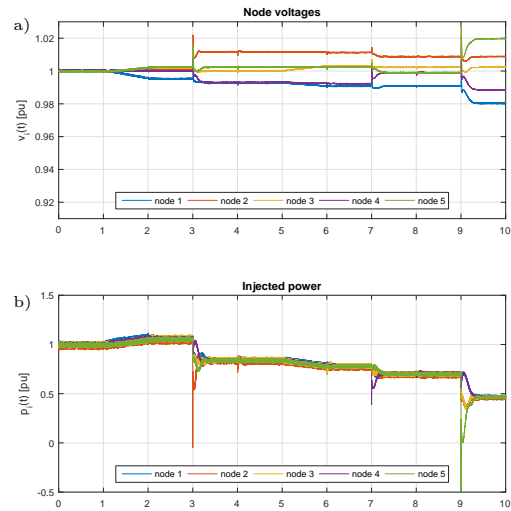 a)
Node voltages
v_i(t) [pu]
1.02
1
0.98
0.96
0.94
0.92
node 1 node 2 node 3 node 4 node 5
0 1 2 3 4 5 6 7 8 9 10
b)
Injected power
p_i(t) [pu]
1.5
1
0.5
0
-0.5
node 1 node 2 node 3 node 4 node 5
0 1 2 3 4 5 6 7 8 9 10